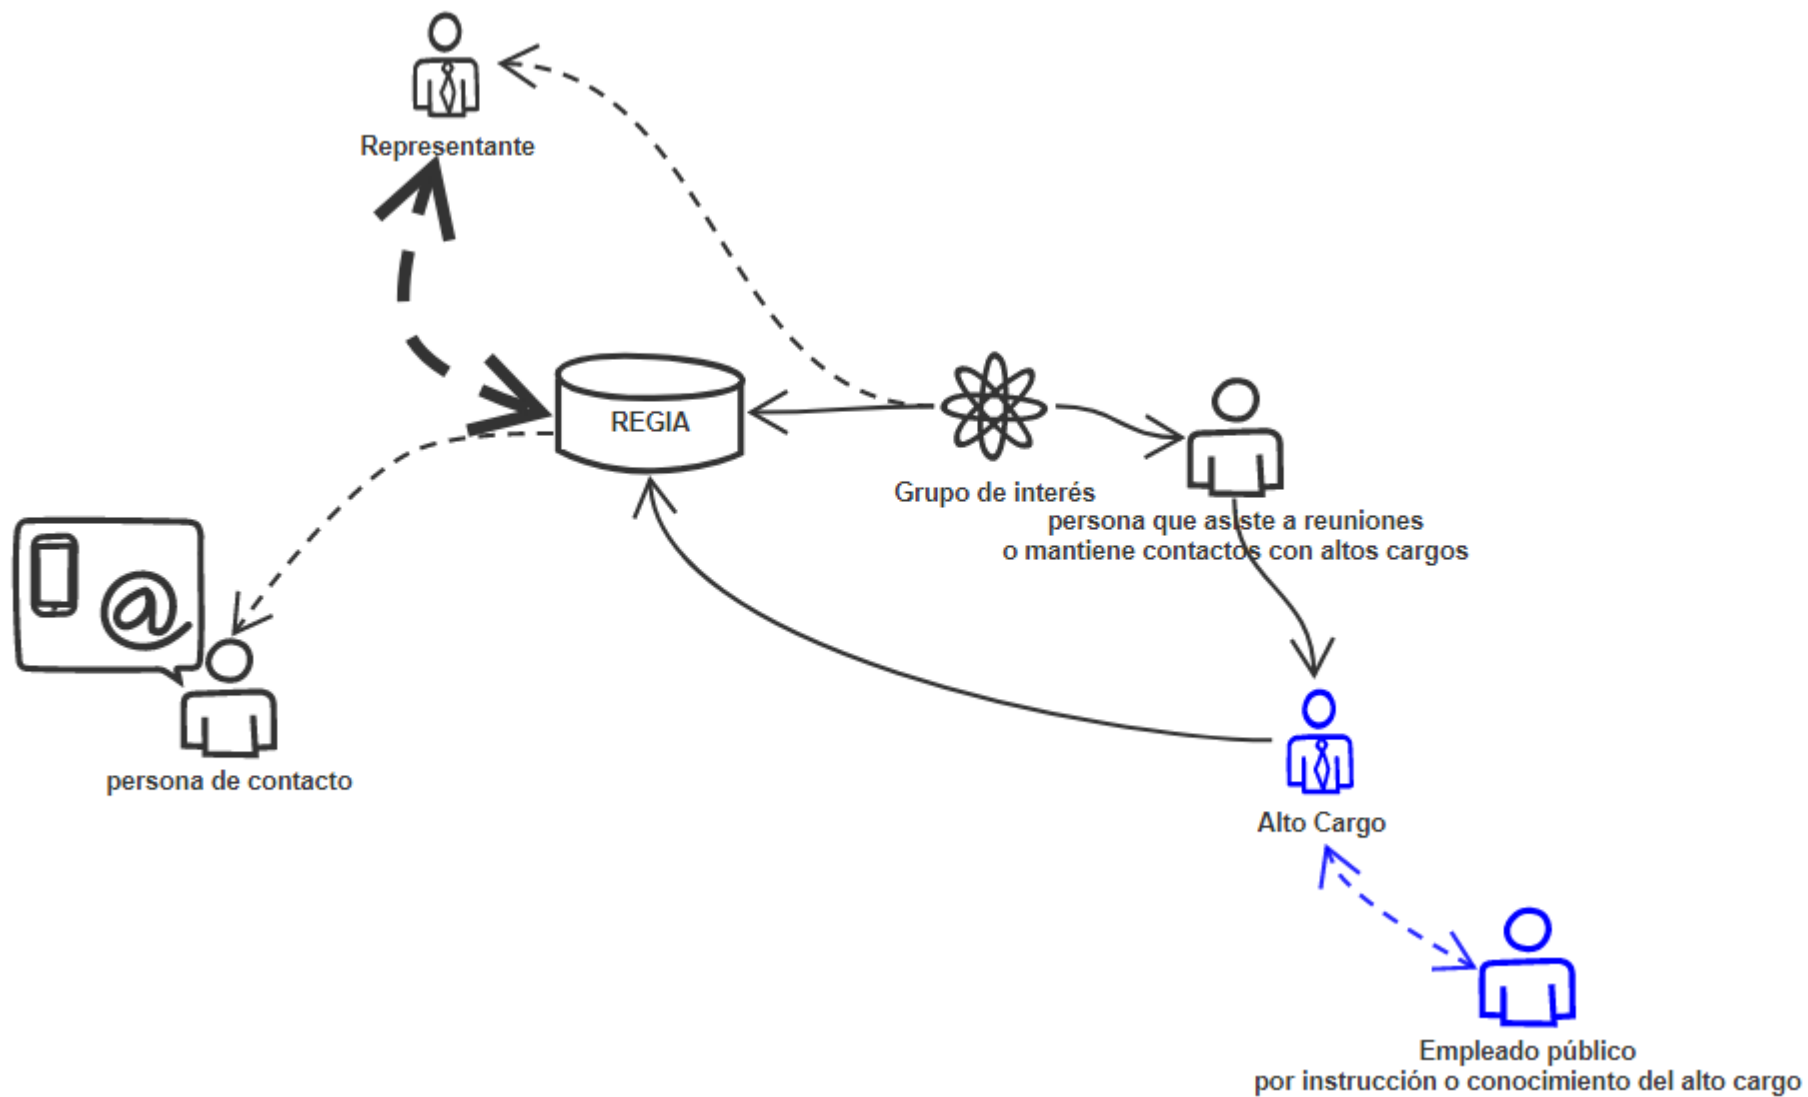 Representante
REGIA
Grupo de interés
persona que asiste a reuniones
o mantiene contactos con altos cargos
@
persona de contacto
Alto Cargo
Empleado público
por instrucción o conocimiento del alto cargo